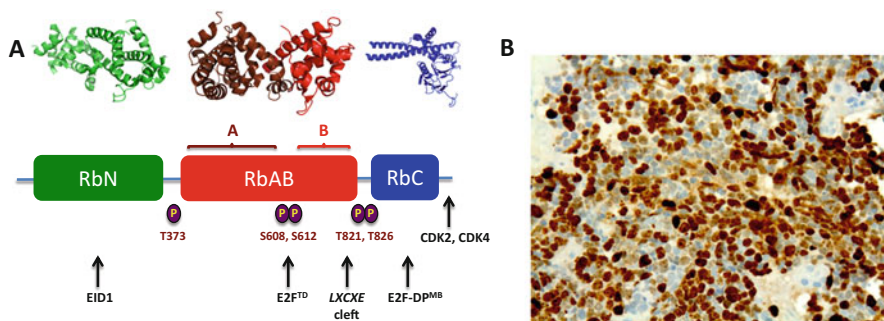 A
B
A B
RbN RbAB RbC
P P P P P
T373 S608, S612 T821, T826 CDK2, CDK4
EID1 E2F^TD LXCXE E2F-DP^MB
cleft